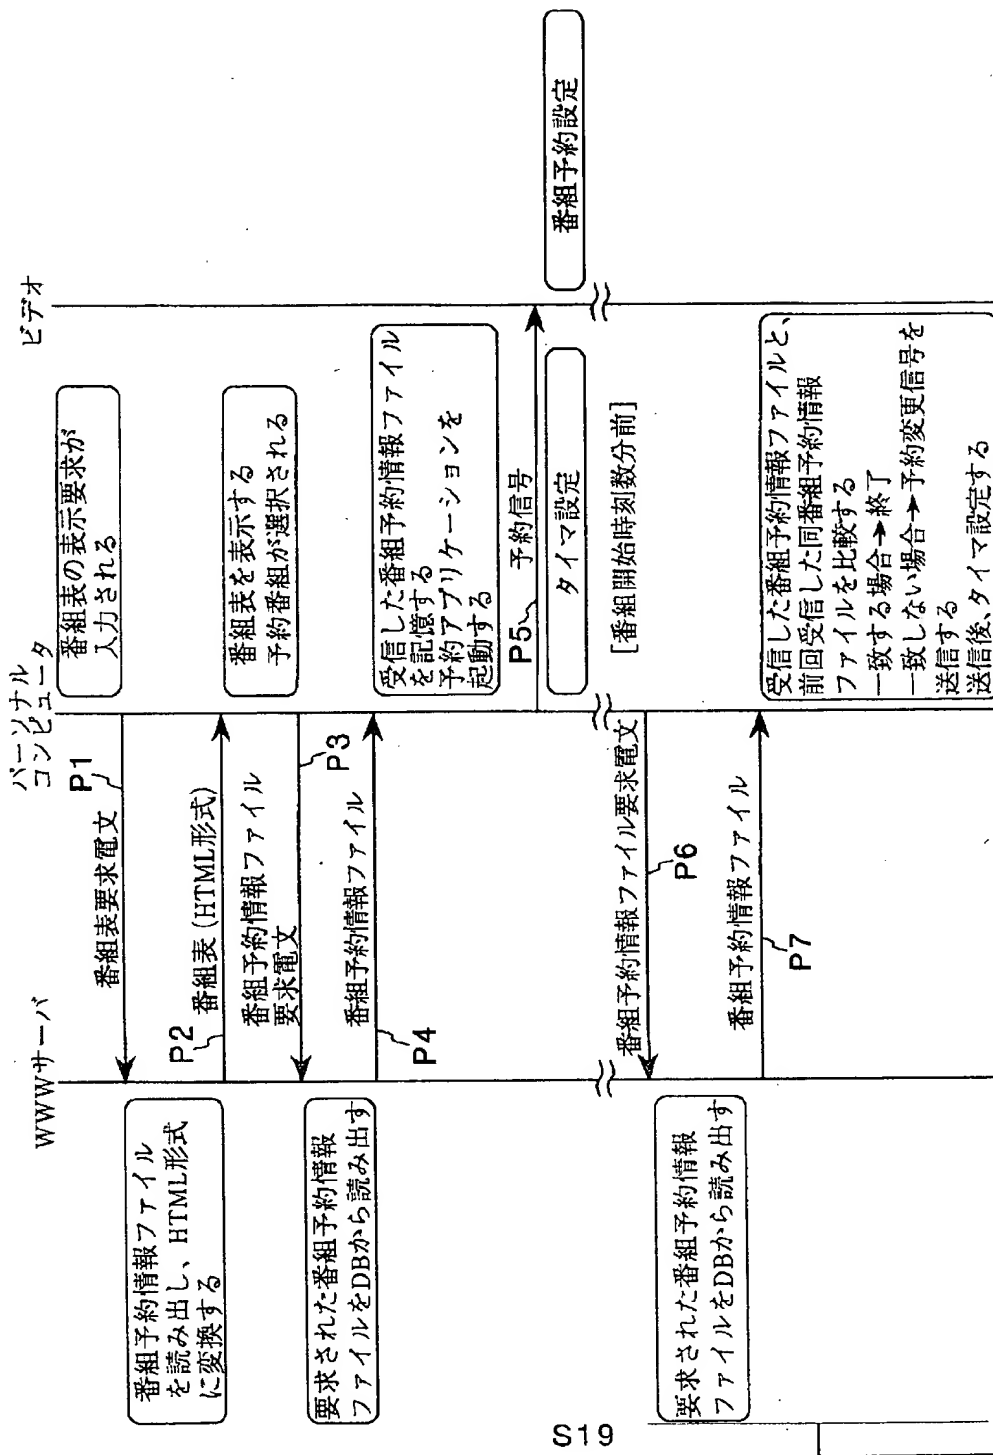 WWWサーバ
パーソナル
コンピュータ
ビデオ
番組表の表示要求が
入力される
P1
番組表要求電文
番組予約情報ファイル
を読み出し、HTML形式
に変換する
P2
番組表 (HTML形式)
番組表を表示する
予約番組が選択される
番組予約情報ファイル
要求電文
P3
要求された番組予約情報
ファイルをDBから読み出す
番組予約情報ファイル
P4
受信した番組予約情報ファイル
を記憶する
予約アプリケーションを
起動する
P5
予約信号
タイマ設定
番組予約設定
[番組開始時刻数分前]
番組予約情報ファイル要求電文
P6
要求された番組予約情報
ファイルをDBから読み出す
番組予約情報ファイル
P7
受信した番組予約情報ファイルと、
前回受信した同番組予約情報
ファイルを比較する
一致する場合→終了
一致しない場合→予約変更信号を
送信する
送信後、タイマ設定する
S19